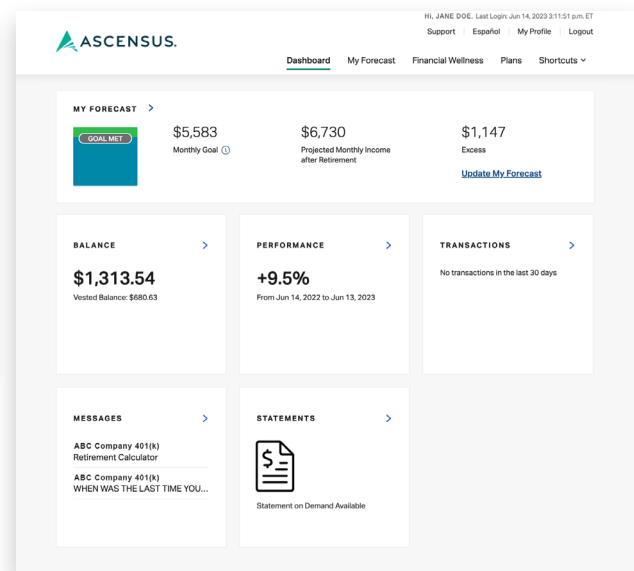 Hi, JANE DOE. Last Login: Jun 14, 2023 3:11:51 p.m. ET
Support Español My Profile Logout
ASCENSUS.
Dashboard My Forecast Financial Wellness Plans Shortcuts
MY FORECAST
GOAL MET
$5,583
Monthly Goal
$6,730
Projected Monthly Income
after Retirement
$1,147
Excess
Update My Forecast
BALANCE
$1,313.54
Vested Balance: $680.63
PERFORMANCE
+9.5%
From Jun 14, 2022 to Jun 13, 2023
TRANSACTIONS
No transactions in the last 30 days
MESSAGES
ABC Company 401(k)
Retirement Calculator
ABC Company 401(k)
WHEN WAS THE LAST TIME YOU...
STATEMENTS
$
Statement on Demand Available